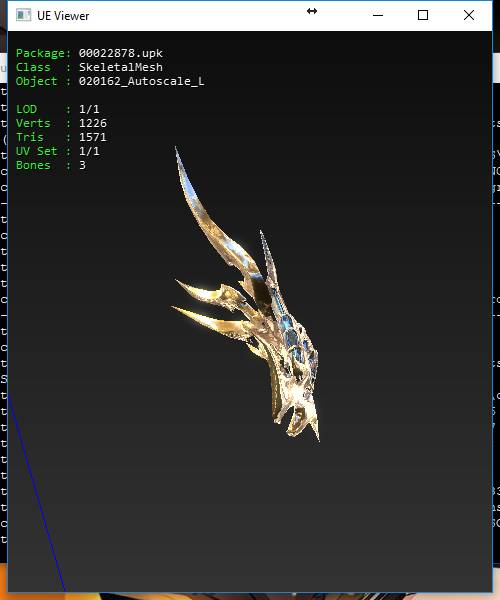 UE Viewer
Package: 00022878.upk
Class : SkeletalMesh
Object : 020162_Autoscale_L
LOD : 1/1
Verts : 1226
Tris : 1571
UV Set : 1/1
Bones : 3